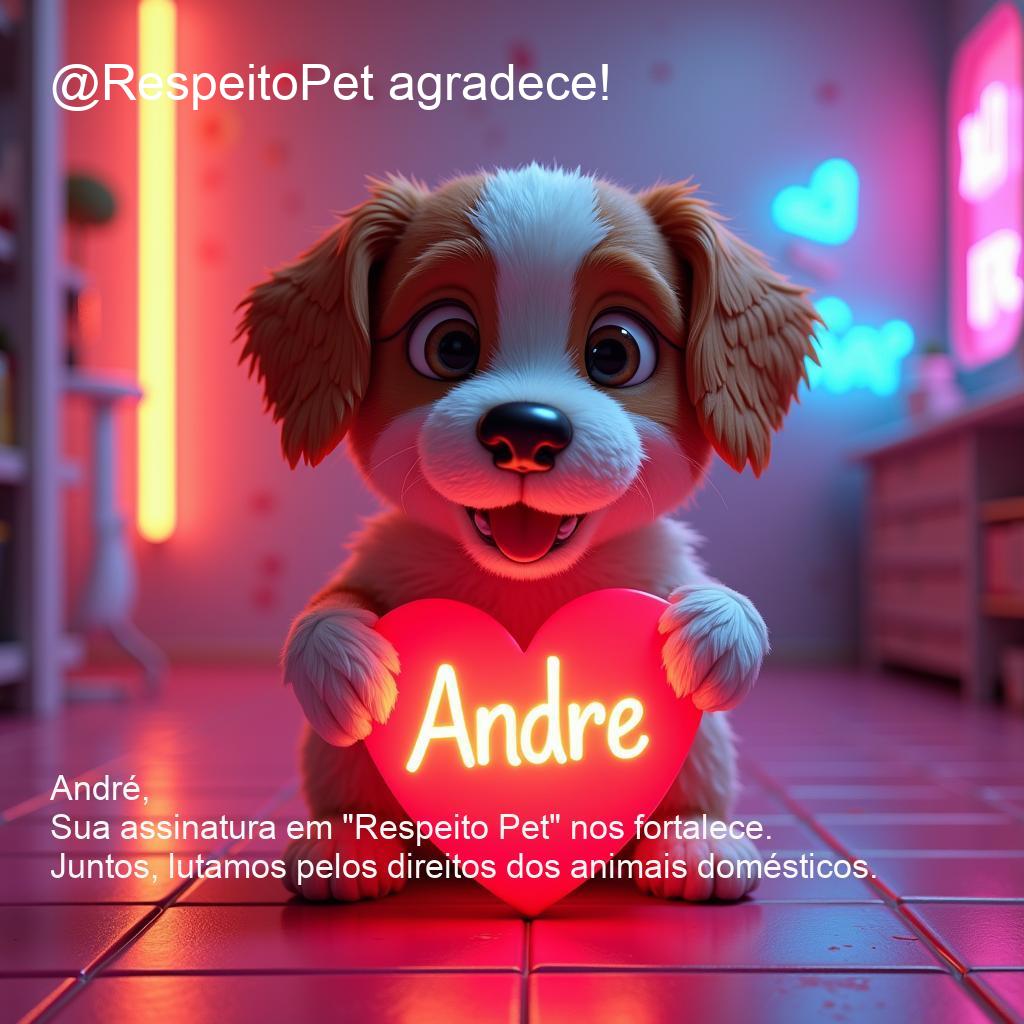 @RespeitoPet agradece!
Andre
André,
Sua assinatura em "Respeito Pet" nos fortalece.
Juntos, lutamos pelos direitos dos animais domésticos.